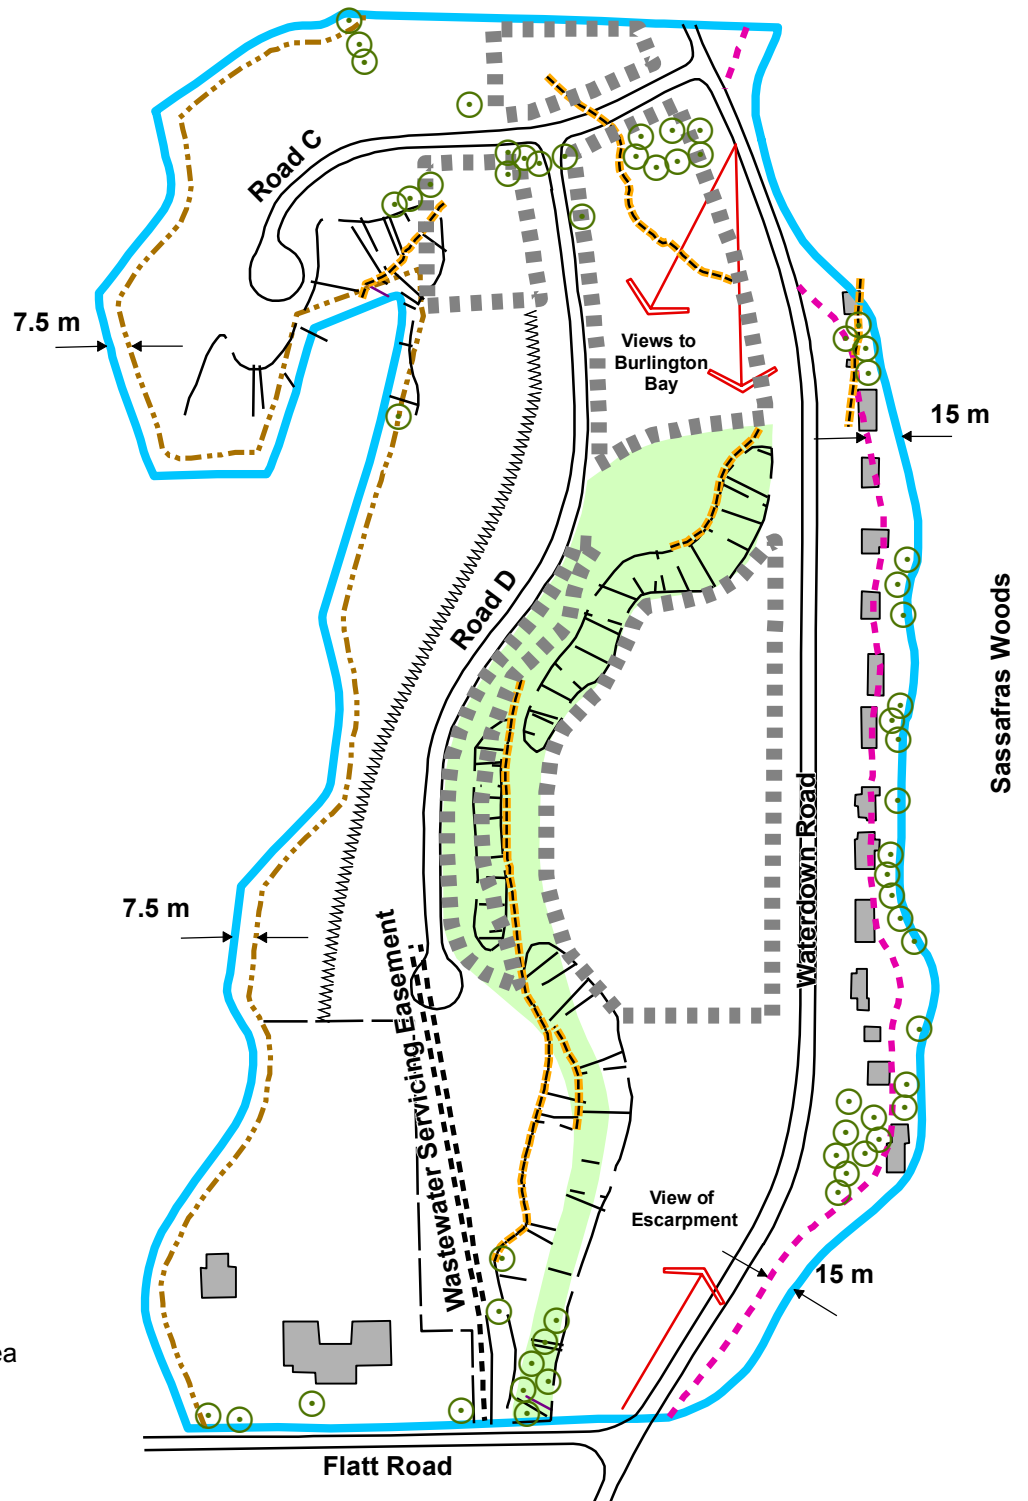 Road C
7.5 m
Views to
Burlington
Bay
15 m
Road D
Sassafras Woods
Waterdown Road
7.5 m
Wastewater Servicing Easement
View of
Escarpment
15 m
ea
Flatt Road